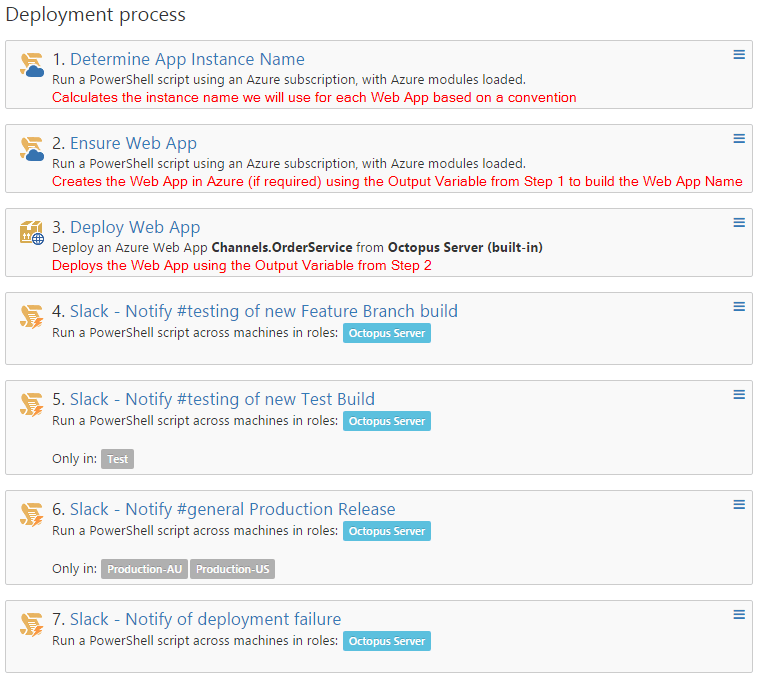 Deployment process
1. Determine App Instance Name
Run a PowerShell script using an Azure subscription, with Azure modules loaded.
Calculates the instance name we will use for each Web App based on a convention
2. Ensure Web App
Run a PowerShell script using an Azure subscription, with Azure modules loaded.
Creates the Web App in Azure (if required) using the Output Variable from Step 1 to build the Web App Name
3. Deploy Web App
Deploy an Azure Web App Channels.OrderService from Octopus Server (built-in)
Deploys the Web App using the Output Variable from Step 2
4. Slack - Notify #testing of new Feature Branch build
Run a PowerShell script across machines in roles: Octopus Server
5. Slack - Notify #testing of new Test Build
Run a PowerShell script across machines in roles: Octopus Server
Only in: Test
6. Slack - Notify #general Production Release
Run a PowerShell script across machines in roles: Octopus Server
Only in: Production-AU Production-US
7. Slack - Notify of deployment failure
Run a PowerShell script across machines in roles: Octopus Server